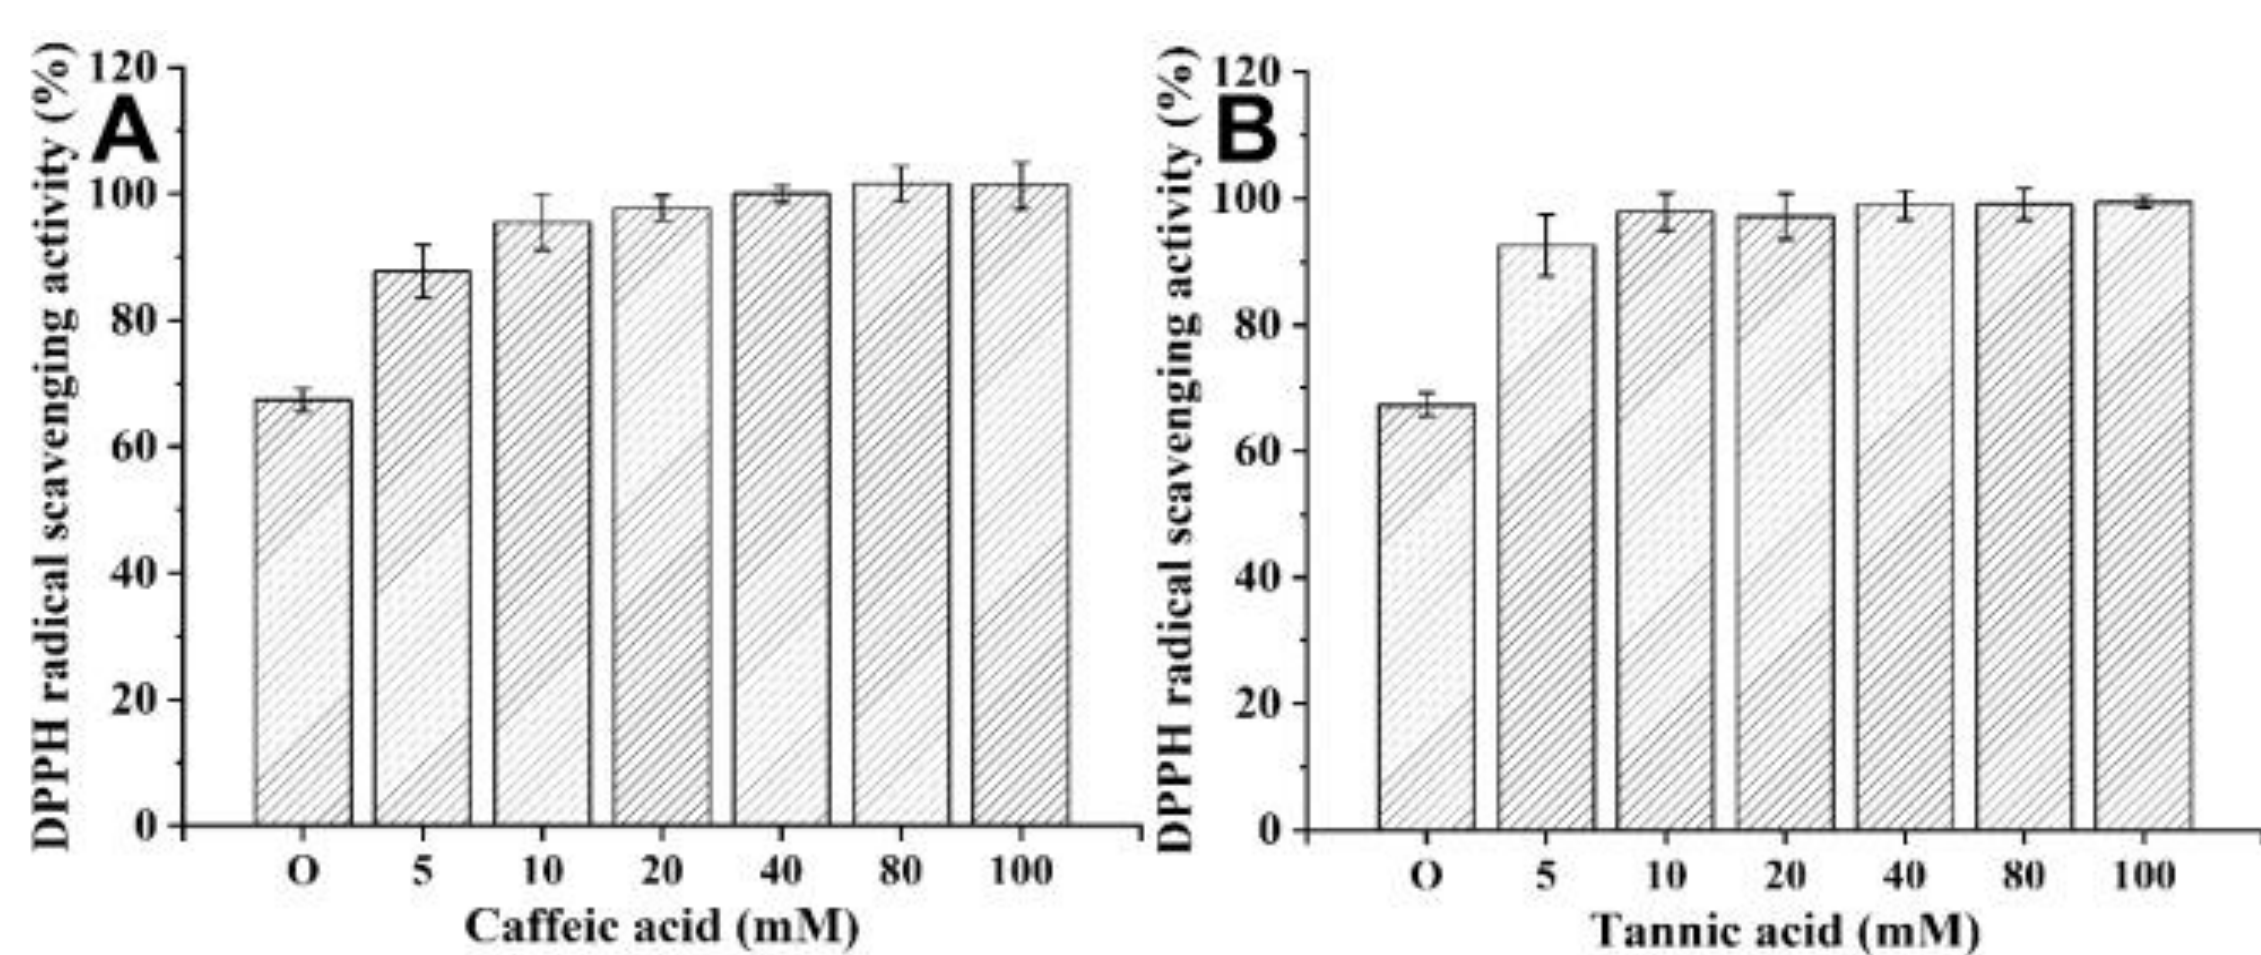 DPPH radical scavenging activity (%)
A
120
100
80
60
40
20
0
O 5 10 20 40 80 100
Caffeic acid (mM)
DPPH radical scavenging activity (%)
B
120
100
80
60
40
20
0
O 5 10 20 40 80 100
Tannic acid (mM)